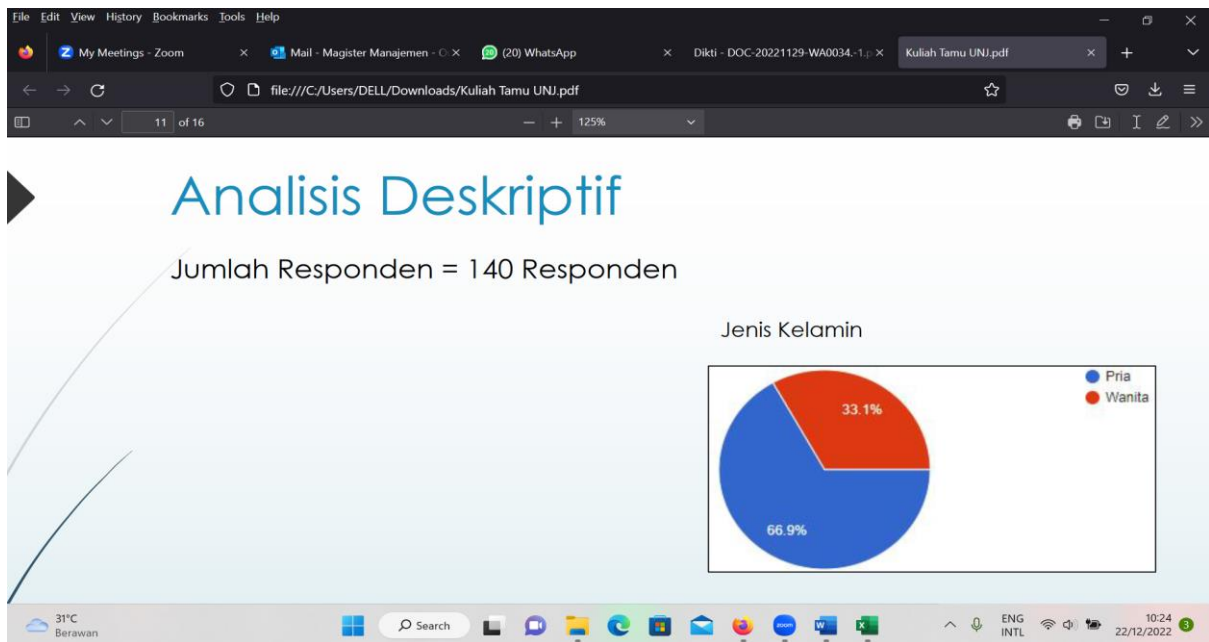 File Edit View History Bookmarks Tools Help
My Meetings - Zoom
Mail - Magister Manajemen - O
(20) WhatsApp
Dikti - DOC-20221129-WA0034.-1.p
Kuliah Tamu UNJ.pdf
file:///C:/Users/DELL/Downloads/Kuliah Tamu UNJ.pdf
11 of 16
125%
Analisis Deskriptif
Jumlah Responden = 140 Responden
Jenis Kelamin
Pria
Wanita
33.1%
66.9%
31°C
Berawan
Search
ENG
INTL
10:24
22/12/2022
3